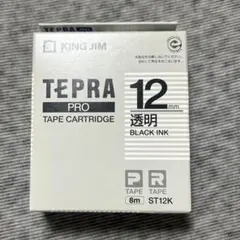 KING JIM
TEPRA
PRO
TAPE CARTRIDGE
12mm
透明
BLACK INK
P R
TAPE TAPE
8m ST12K